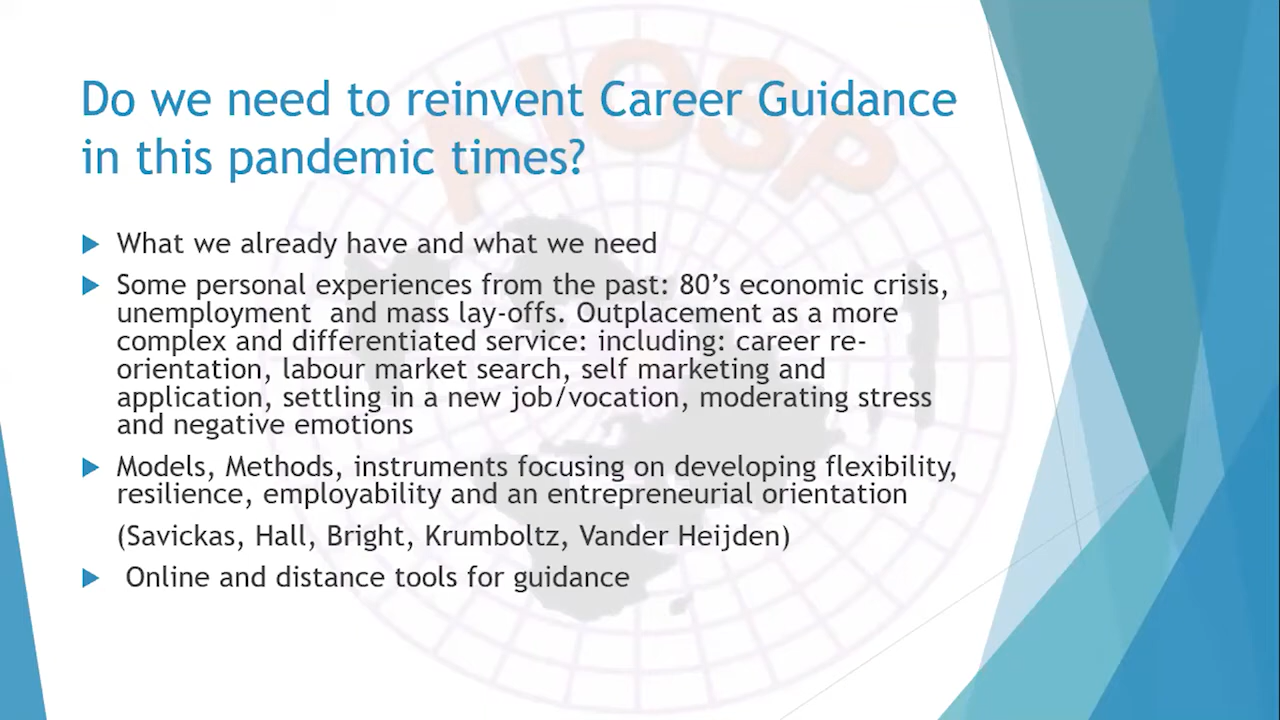 AIOSP
Do we need to reinvent Career Guidance
in this pandemic times?
What we already have and what we need
Some personal experiences from the past: 80’s economic crisis,
unemployment  and mass lay-offs. Outplacement as a more
complex and differentiated service: including: career re-
orientation, labour market search, self marketing and
application, settling in a new job/vocation, moderating stress
and negative emotions
Models, Methods, instruments focusing on developing flexibility,
resilience, employability and an entrepreneurial orientation
(Savickas, Hall, Bright, Krumboltz, Vander Heijden)
Online and distance tools for guidance